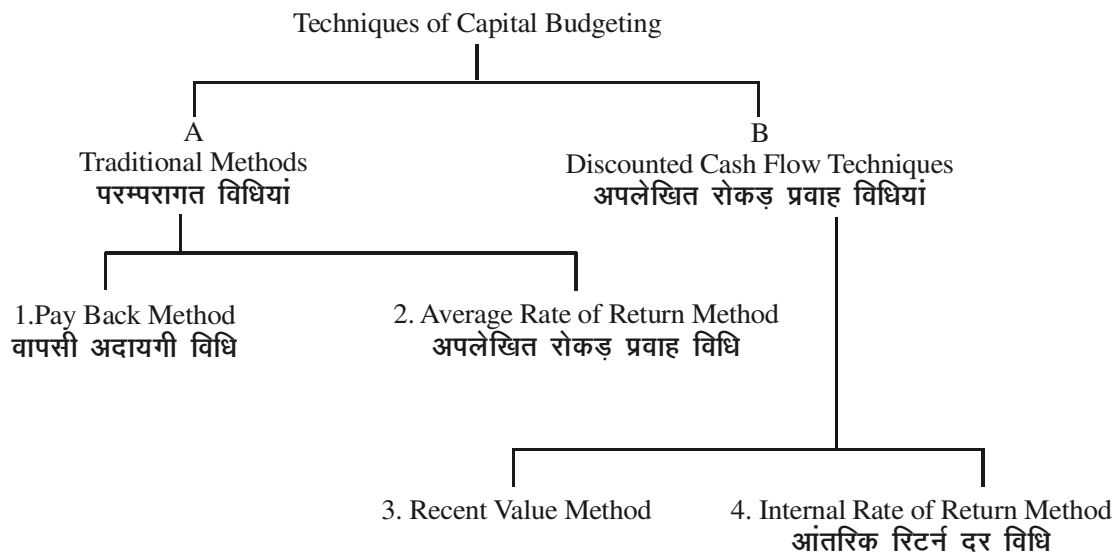 Techniques of Capital Budgeting
A
Traditional Methods
परम्परागत विधियां
B
Discounted Cash Flow Techniques
अपलेखित रोकड़ प्रवाह विधियां
1.Pay Back Method
वापसी अदायगी विधि
2. Average Rate of Return Method
अपलेखित रोकड़ प्रवाह विधि
3. Recent Value Method
4. Internal Rate of Return Method
आंतरिक रिटर्न दर विधि